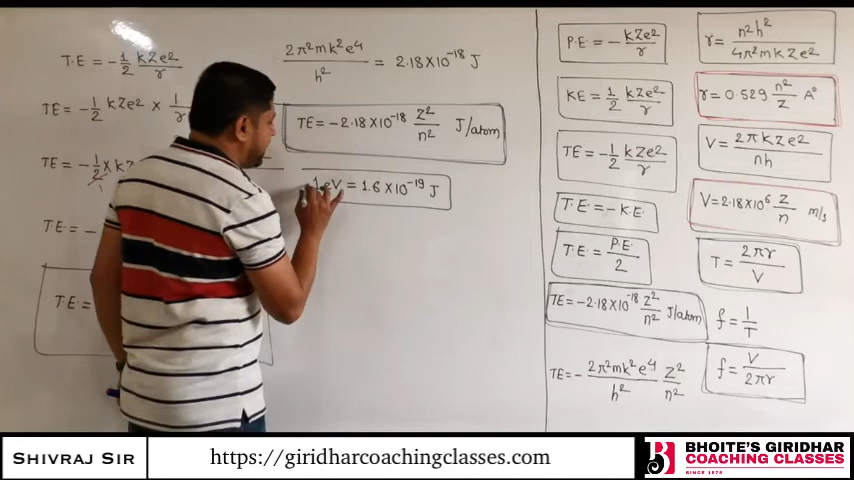 T.E = -1/2 kZe²/r
TE = -1/2 kZe² × 1/r
TE = -1/2 × kZ
T.E. = -
T.E. =
2π²mk²e⁴/h² = 2.18×10⁻¹⁸ J
TE = -2.18×10⁻¹⁸ Z²/n² J/atom
1 eV = 1.6×10⁻¹⁹ J
P.E. = -kZe²/r
KE = 1/2 kZe²/r
TE = -1/2 kZe²/r
T.E. = -K.E.
T.E. = P.E./2
TE = -2.18×10⁻¹⁸ Z²/n² J/atom
TE = -2π²mk²e⁴/h² Z²/n²
r = n²h²/4π²mkZe²
r = 0.529 n²/Z A°
V = 2πkZe²/nh
V = 2.18×10⁶ Z/n m/s
T = 2πr/V
f = 1/T
f = V/2πr
SHIVRAJ SIR
https://giridharcoachingclasses.com
BHOITE'S GIRIDHAR
COACHING CLASSES
SINCE 1975